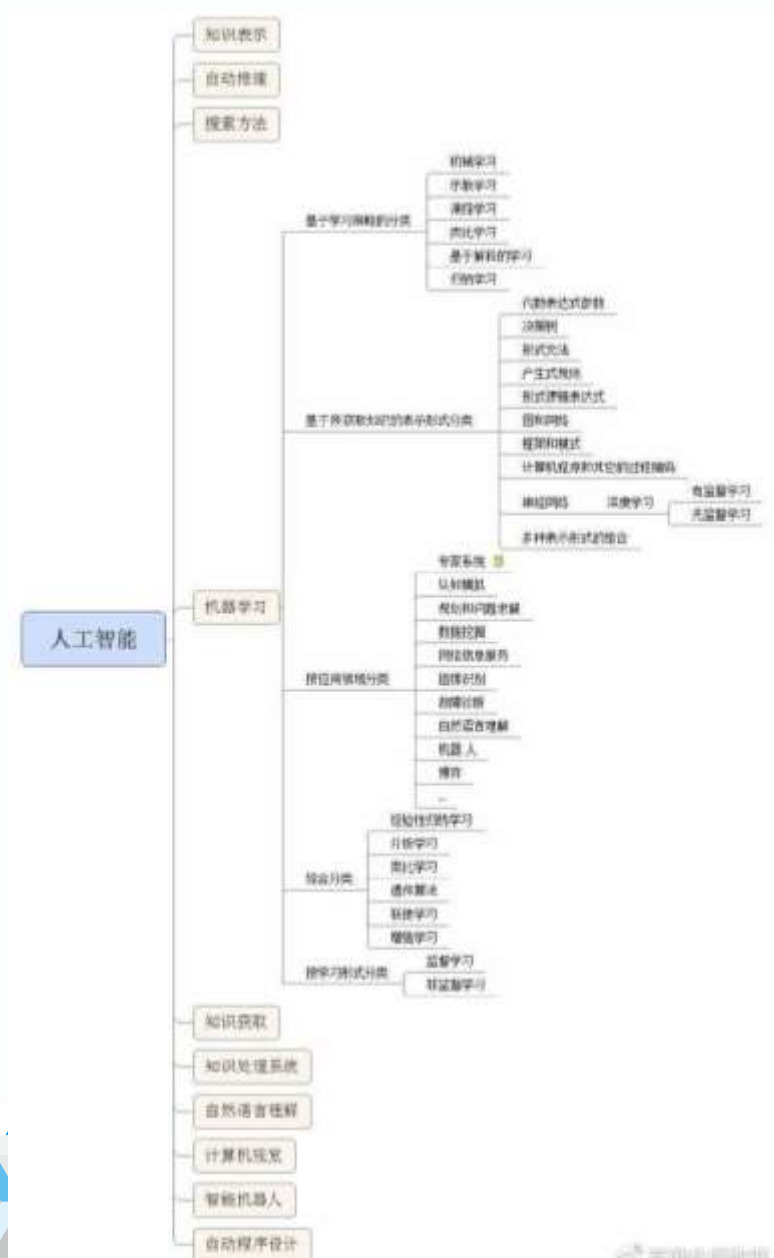 知识表示
自动推理
搜索方法
机械学习
示教学习
演绎学习
类比学习
基于解释的学习
归纳学习
基于学习策略的分类
代数表达式参数
决策树
形式文法
产生式规则
形式逻辑表达式
图和网络
框架和模式
计算机程序和其它的过程编码
神经网络 深度学习
有监督学习
无监督学习
多种表示形式的组合
基于所获取知识的表示形式分类
专家系统
认知模拟
规划和问题求解
数据挖掘
网络信息服务
图像识别
故障诊断
自然语言理解
机器人
博弈
...
按应用领域分类
机器学习
人工智能
经验性归纳学习
分析学习
类比学习
遗传算法
联接学习
增强学习
综合分类
监督学习
非监督学习
按学习形式分类
知识获取
知识处理系统
自然语言理解
计算机视觉
智能机器人
自动程序设计